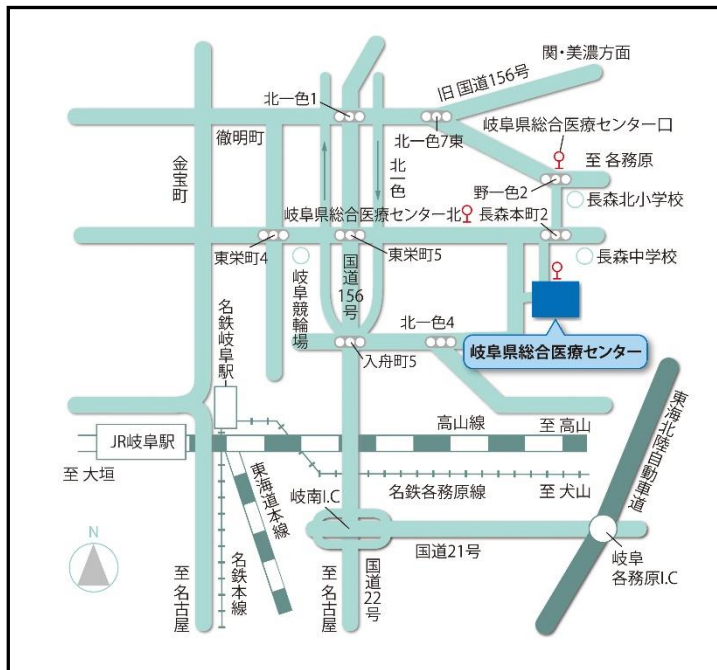 関・美濃方面
旧 国道156号
北一色1
北一色7東
岐阜県総合医療センター口
徹明町
金宝町
北一色
至 各務原
野一色2
長森北小学校
岐阜県総合医療センター北
長森本町2
東栄町4
東栄町5
長森中学校
国道156号
岐阜競輪場
北一色4
岐阜県総合医療センター
入舟町5
名鉄岐阜駅
東海北陸自動車道
高山線
至 高山
JR岐阜駅
至 大垣
東海道本線
名鉄各務原線
至 犬山
岐南I.C
国道21号
岐阜
各務原I.C
N
至 名古屋
名鉄本線
至 名古屋
国道22号